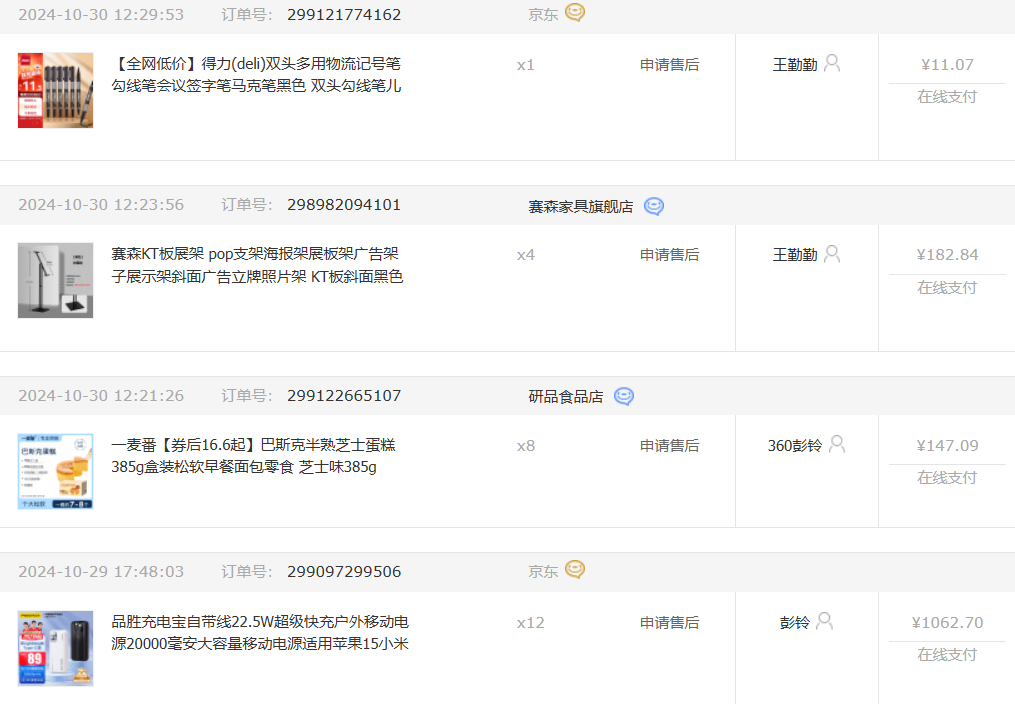 2024-10-30 12:29:53 订单号: 299121774162 京东
【全网低价】得力(deli)双头多用物流记号笔 x1 申请售后 王勤勤 ¥11.07
勾线笔会议签字笔马克笔黑色 双头勾线笔儿 在线支付
2024-10-30 12:23:56 订单号: 298982094101 赛森家具旗舰店
赛森KT板展架 pop支架海报架展板架广告架 x4 申请售后 王勤勤 ¥182.84
子展示架斜面广告立牌照片架 KT板斜面黑色 在线支付
2024-10-30 12:21:26 订单号: 299122665107 研品食品店
一麦番【券后16.6起】巴斯克半熟芝士蛋糕 x8 申请售后 360彭铃 ¥147.09
385g盒装松软早餐面包零食 芝士味385g 在线支付
巴斯克蛋糕
2024-10-29 17:48:03 订单号: 299097299506 京东
品胜充电宝自带线22.5W超级快充户外移动电 x12 申请售后 彭铃 ¥1062.70
源20000毫安大容量移动电源适用苹果15小米 在线支付
89